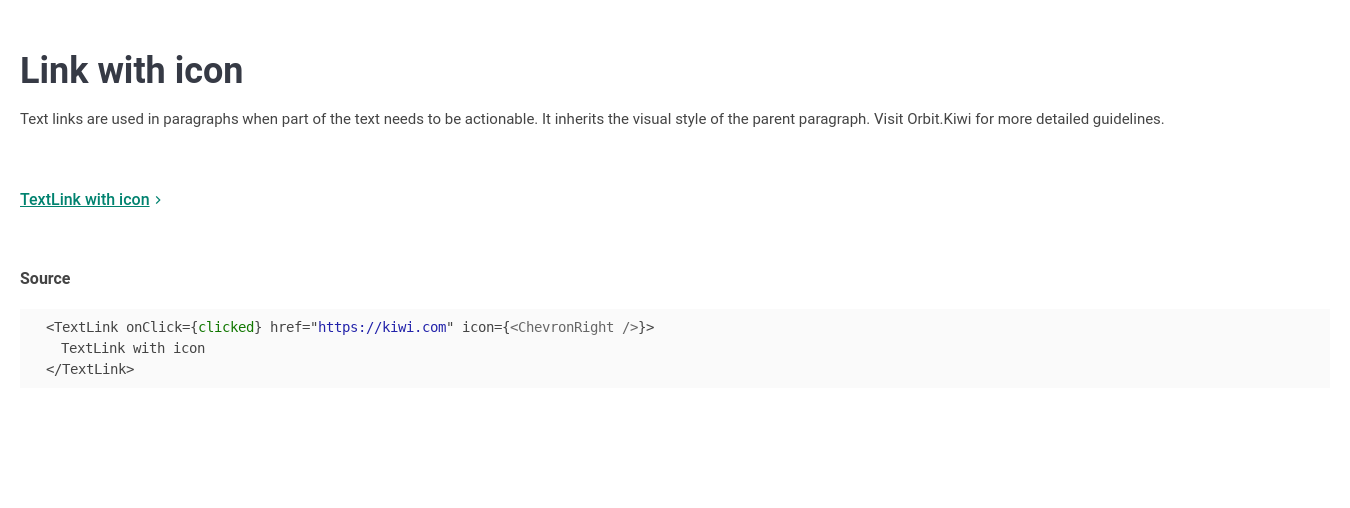 Link with icon
Text links are used in paragraphs when part of the text needs to be actionable. It inherits the visual style of the parent paragraph. Visit Orbit.Kiwi for more detailed guidelines.
TextLink with icon
Source
<TextLink onClick={clicked} href="https://kiwi.com" icon={<ChevronRight />}>
TextLink with icon
</TextLink>